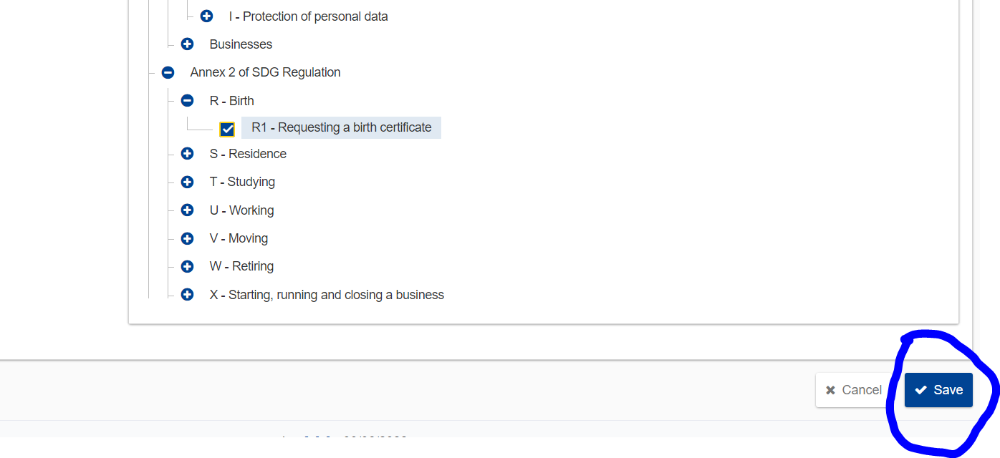 I - Protection of personal data
Businesses
Annex 2 of SDG Regulation
R - Birth
R1 - Requesting a birth certificate
S - Residence
T - Studying
U - Working
V - Moving
W - Retiring
X - Starting, running and closing a business
Cancel
Save